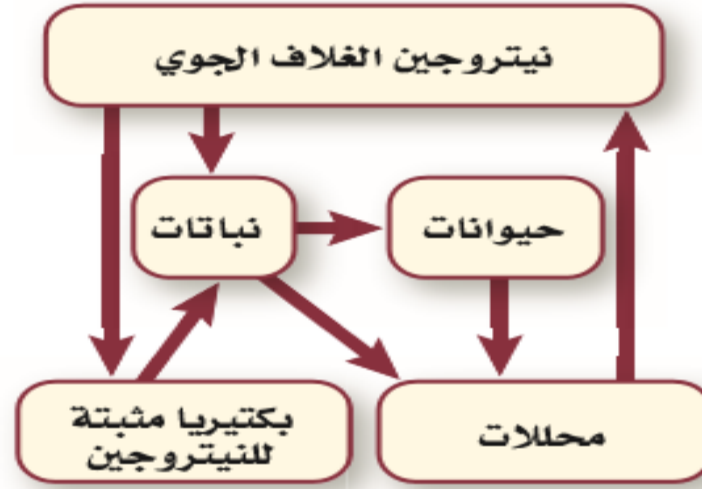 نيتروجين الغلاف الجوي
حيوانات
نباتات
محللات
بكتيريا مثبتة
للنيتروجين